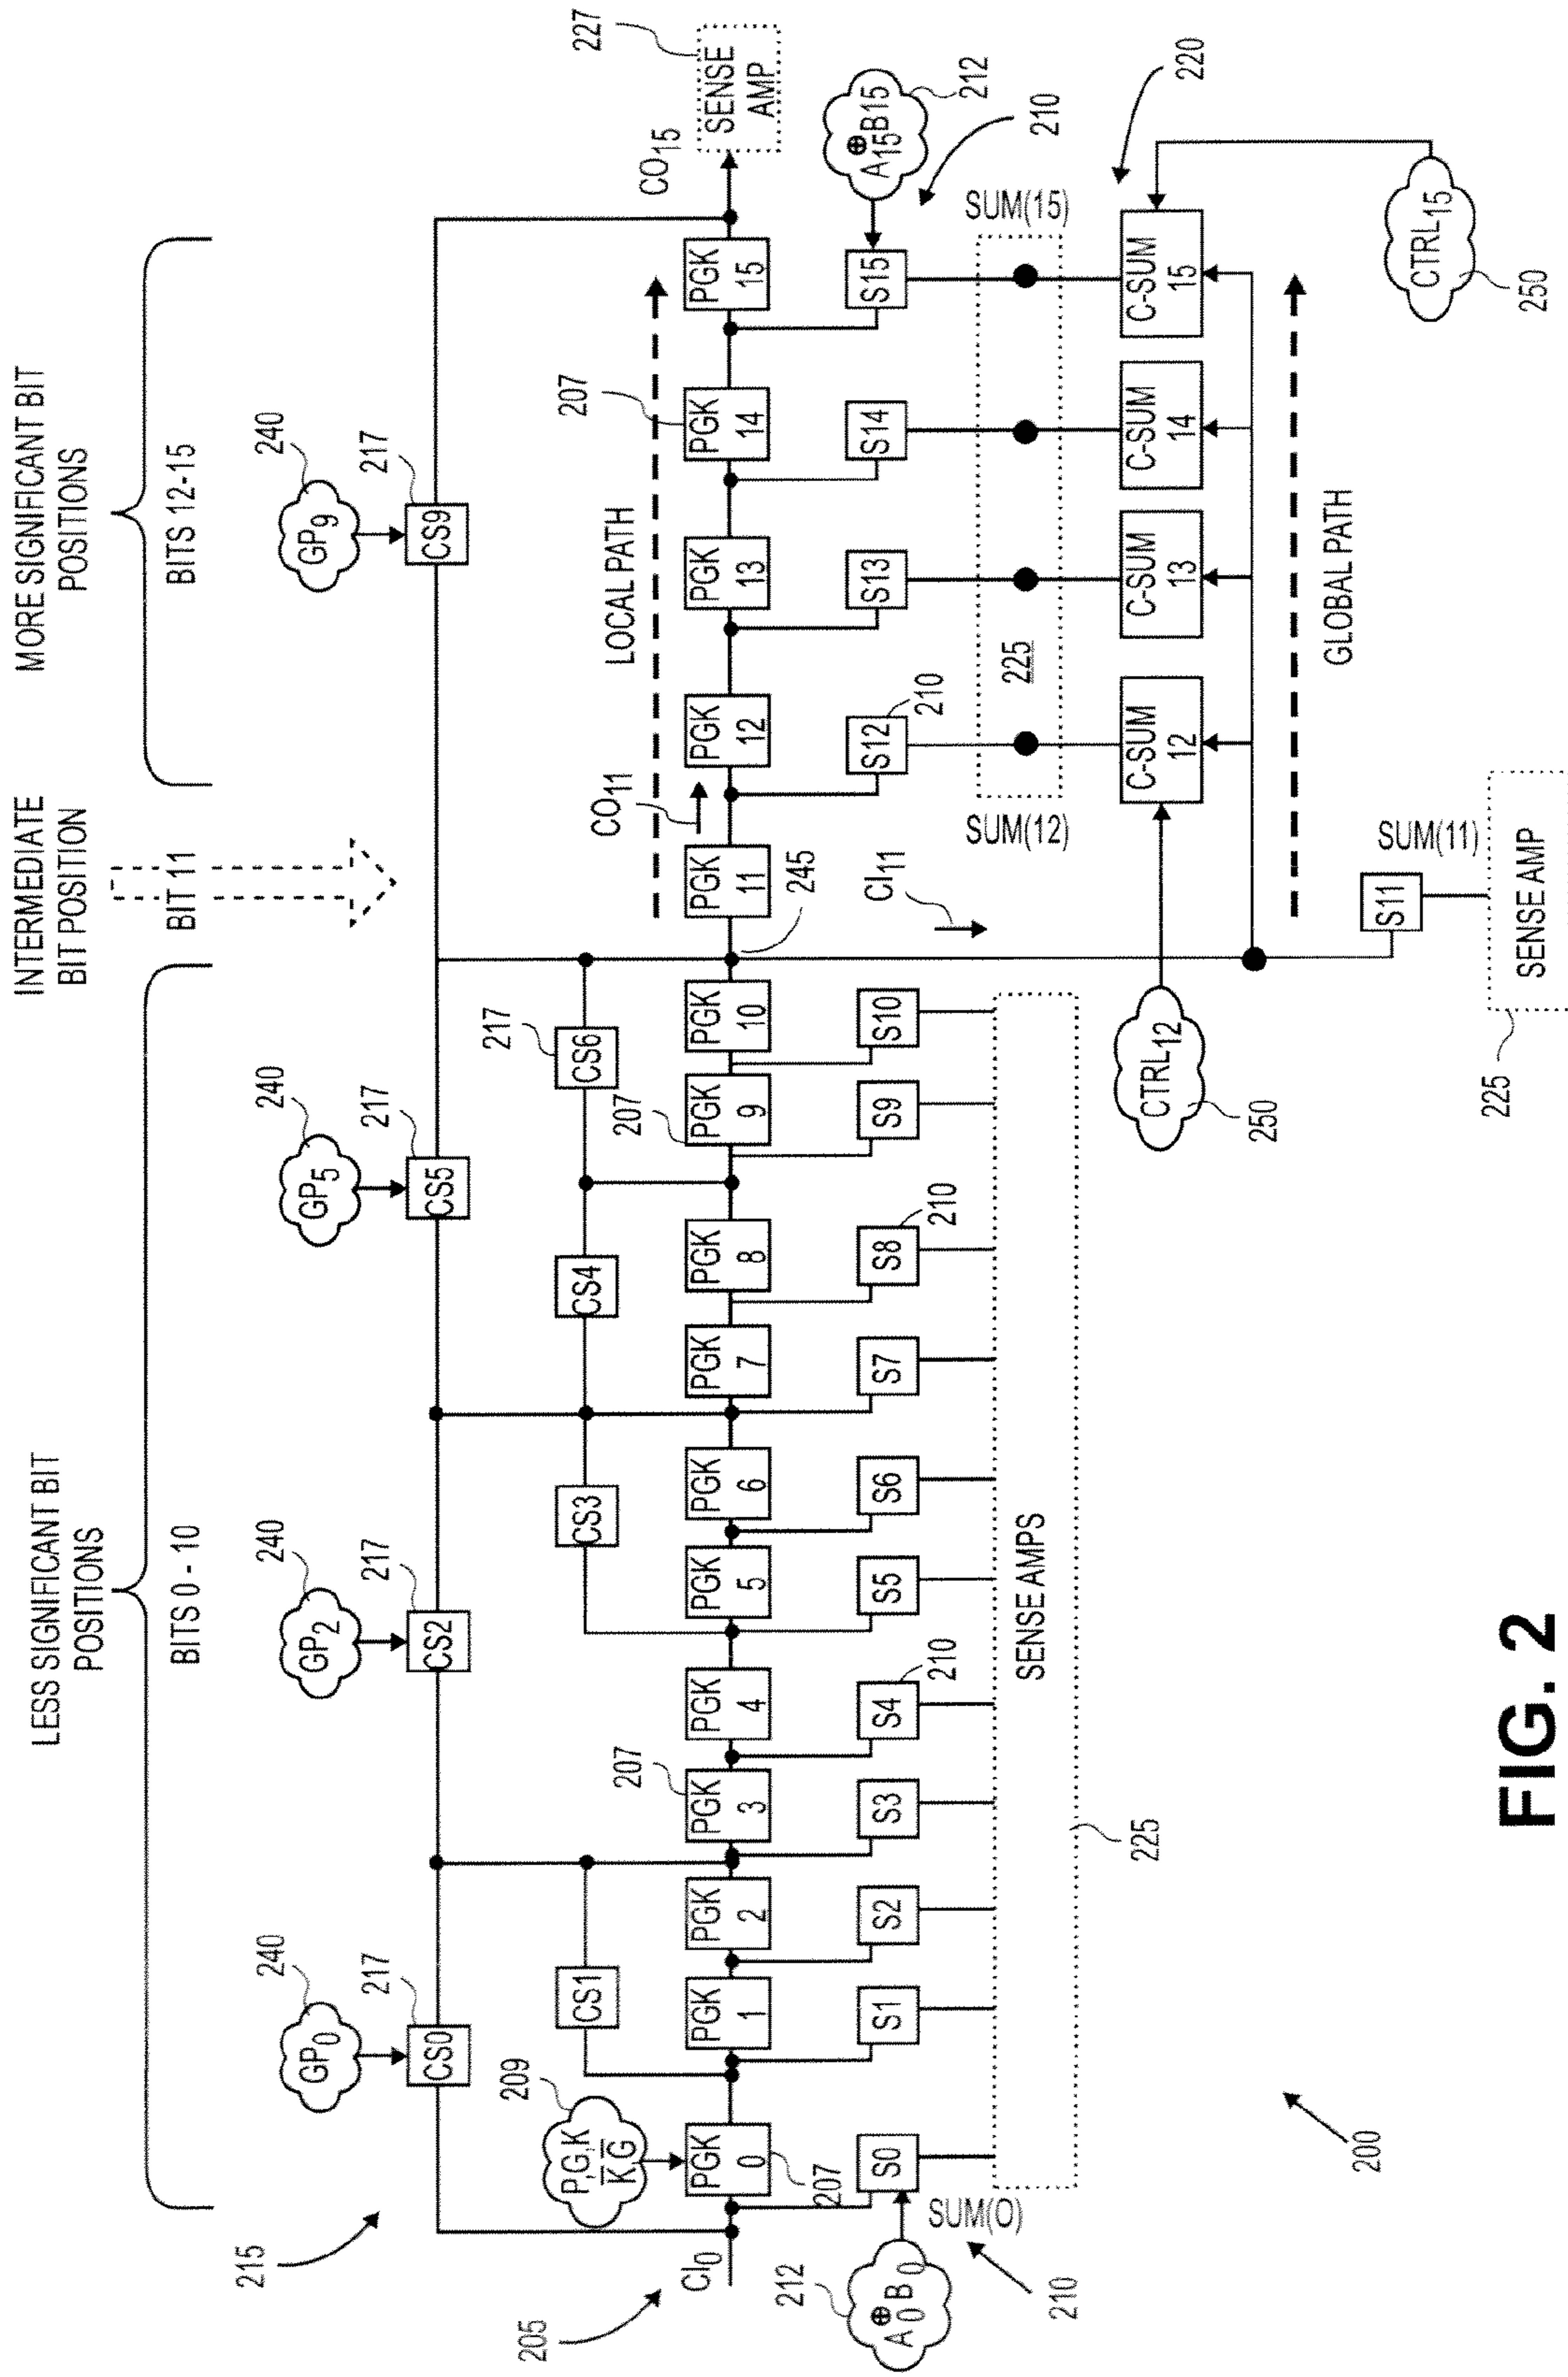 LESS SIGNIFICANT BIT
POSITIONS
BITS 0 - 10
INTERMEDIATE
BIT POSITION
BIT 11
MORE SIGNIFICANT BIT
POSITIONS
BITS 12-15
215
240
GP0
217
CS0
240
GP2
217
CS2
240
GP5
217
CS5
240
GP9
217
CS9
209
P,G,K
K̅,G̅
CS1
CS3
CS4
217
CS6
LOCAL PATH
205
CI0
PGK
0
207
PGK
1
PGK
2
207
PGK
3
PGK
4
PGK
5
PGK
6
PGK
7
PGK
8
207
PGK
9
PGK
10
245
PGK
11
CO11
PGK
12
PGK
13
207
PGK
14
PGK
15
CO15
SENSE
AMP
227
212
A0 ⊕ B0
S0
S1
S2
S3
S4
210
S5
S6
S7
S8
210
S9
S10
CI11
S12
210
S13
S14
S15
A15 ⊕ B15
212
210
210
SUM(O)
SENSE AMPS
225
SUM(12)
225
SUM(15)
220
CTRL12
250
C-SUM
12
C-SUM
13
C-SUM
14
C-SUM
15
GLOBAL PATH
CTRL15
250
S11
SUM(11)
SENSE AMP
225
200
FIG. 2